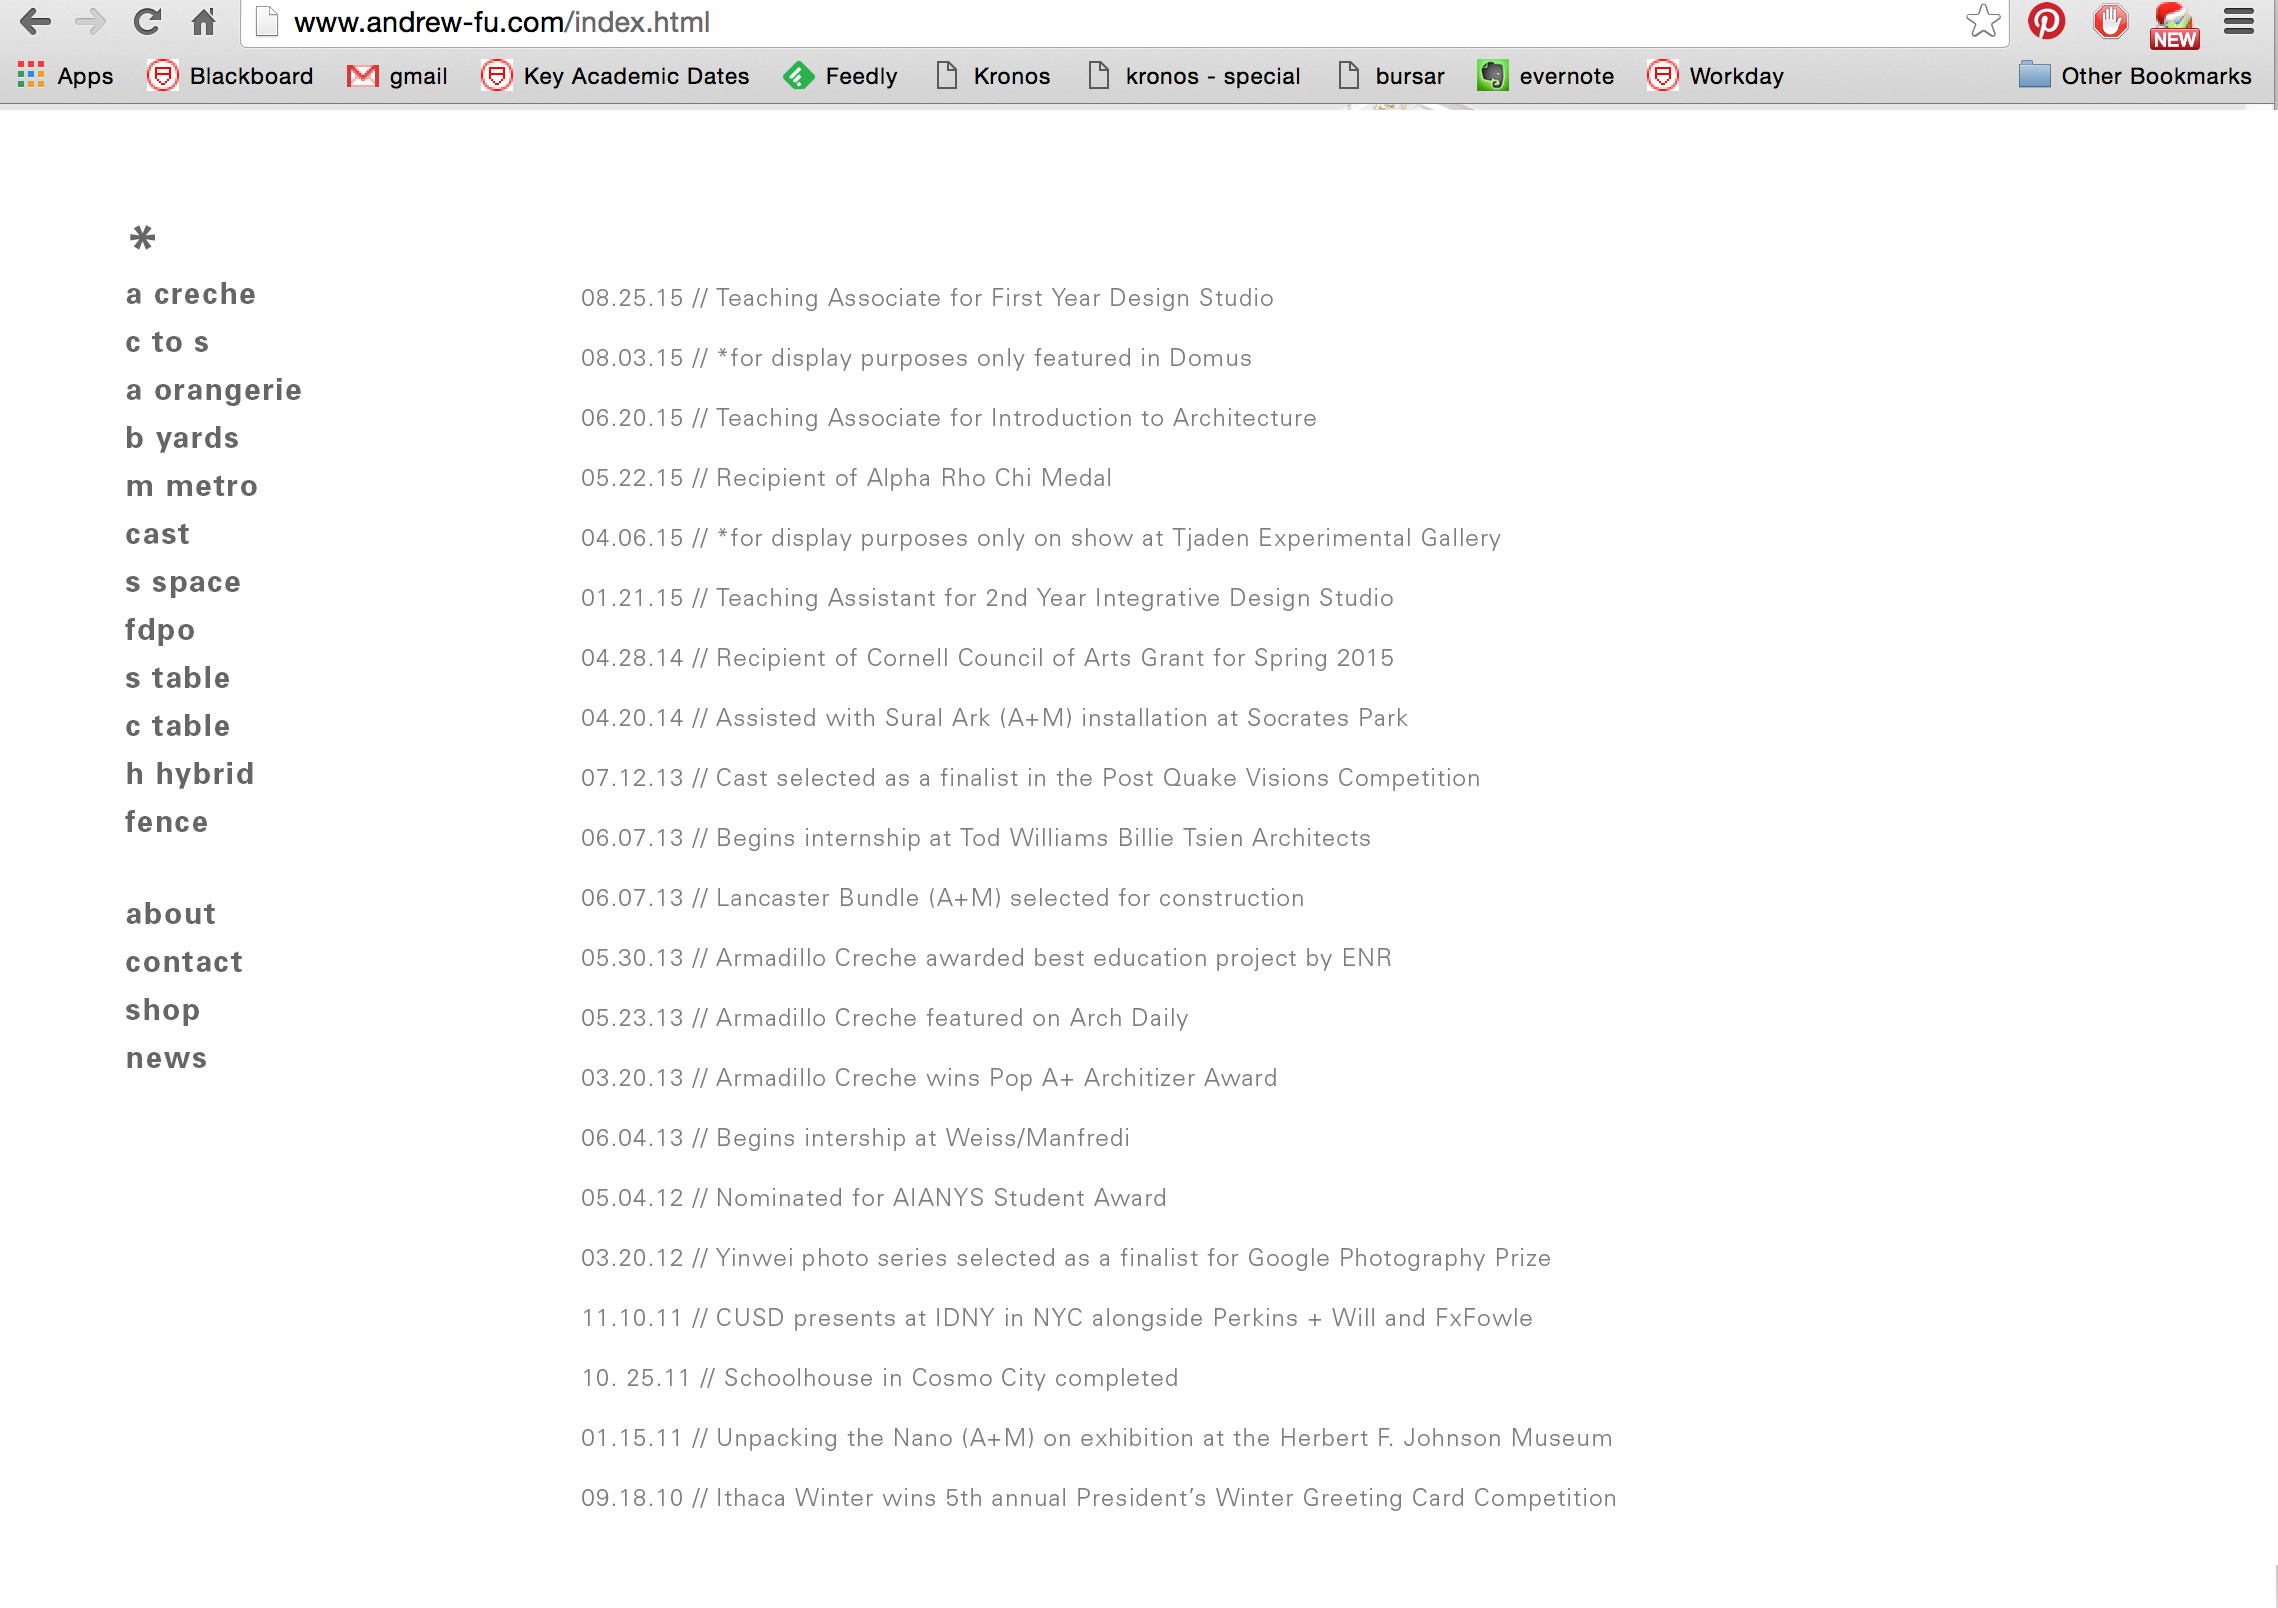 www.andrew-fu.com/index.html
NEW
Apps Blackboard gmail Key Academic Dates Feedly Kronos kronos - special bursar evernote Workday Other Bookmarks
*
a creche
c to s
a orangerie
b yards
m metro
cast
s space
fdpo
s table
c table
h hybrid
fence
about
contact
shop
news
08.25.15 // Teaching Associate for First Year Design Studio
08.03.15 // *for display purposes only featured in Domus
06.20.15 // Teaching Associate for Introduction to Architecture
05.22.15 // Recipient of Alpha Rho Chi Medal
04.06.15 // *for display purposes only on show at Tjaden Experimental Gallery
01.21.15 // Teaching Assistant for 2nd Year Integrative Design Studio
04.28.14 // Recipient of Cornell Council of Arts Grant for Spring 2015
04.20.14 // Assisted with Sural Ark (A+M) installation at Socrates Park
07.12.13 // Cast selected as a finalist in the Post Quake Visions Competition
06.07.13 // Begins internship at Tod Williams Billie Tsien Architects
06.07.13 // Lancaster Bundle (A+M) selected for construction
05.30.13 // Armadillo Creche awarded best education project by ENR
05.23.13 // Armadillo Creche featured on Arch Daily
03.20.13 // Armadillo Creche wins Pop A+ Architizer Award
06.04.13 // Begins intership at Weiss/Manfredi
05.04.12 // Nominated for AIANYS Student Award
03.20.12 // Yinwei photo series selected as a finalist for Google Photography Prize
11.10.11 // CUSD presents at IDNY in NYC alongside Perkins + Will and FxFowle
10. 25.11 // Schoolhouse in Cosmo City completed
01.15.11 // Unpacking the Nano (A+M) on exhibition at the Herbert F. Johnson Museum
09.18.10 // Ithaca Winter wins 5th annual President’s Winter Greeting Card Competition